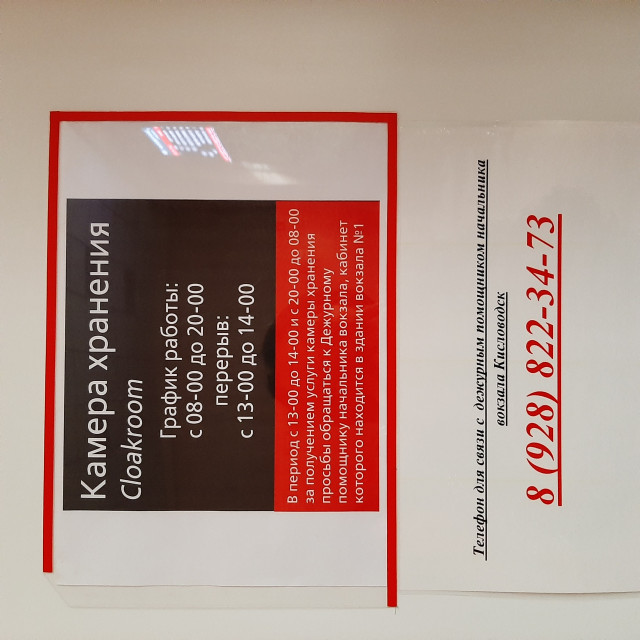 Камера хранения
Cloakroom
График работы:
с 08-00 до 20-00
перерыв:
с 13-00 до 14-00
В период с 13-00 до 14-00 и с 20-00 до 08-00
за получением услуги камеры хранения
просьбы обращаться к Дежурному
помощнику начальника вокзала, кабинет
которого находится в здании вокзала №1
Телефон для связи с дежурным помощником начальника
вокзала Кисловодск
8 (928) 822-34-73